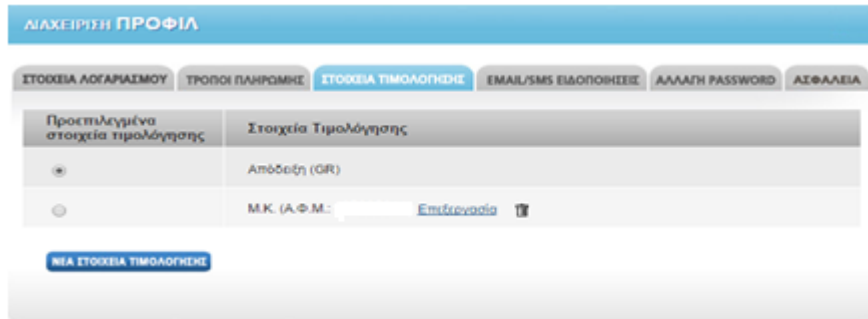 ΔΙΑΧΕΙΡΙΣΗ ΠΡΟΦΙΛ
ΣΤΟΙΧΕΙΑ ΛΟΓΑΡΙΑΣΜΟΥ ΤΡΟΠΟΙ ΠΛΗΡΩΜΗΣ ΣΤΟΙΧΕΙΑ ΤΙΜΟΛΟΓΗΣΗΣ EMAIL/SMS ΕΙΔΟΠΟΙΗΣΕΙΣ ΑΛΛΑΓΗ PASSWORD ΑΣΦΑΛΕΙΑ
Προεπιλεγμένα
στοιχεία τιμολόγησης
Στοιχεία Τιμολόγησης
Απόδειξη (GR)
Μ.Κ. (Α.Φ.Μ.: Επεξεργασία
ΝΕΑ ΣΤΟΙΧΕΙΑ ΤΙΜΟΛΟΓΗΣΗΣ